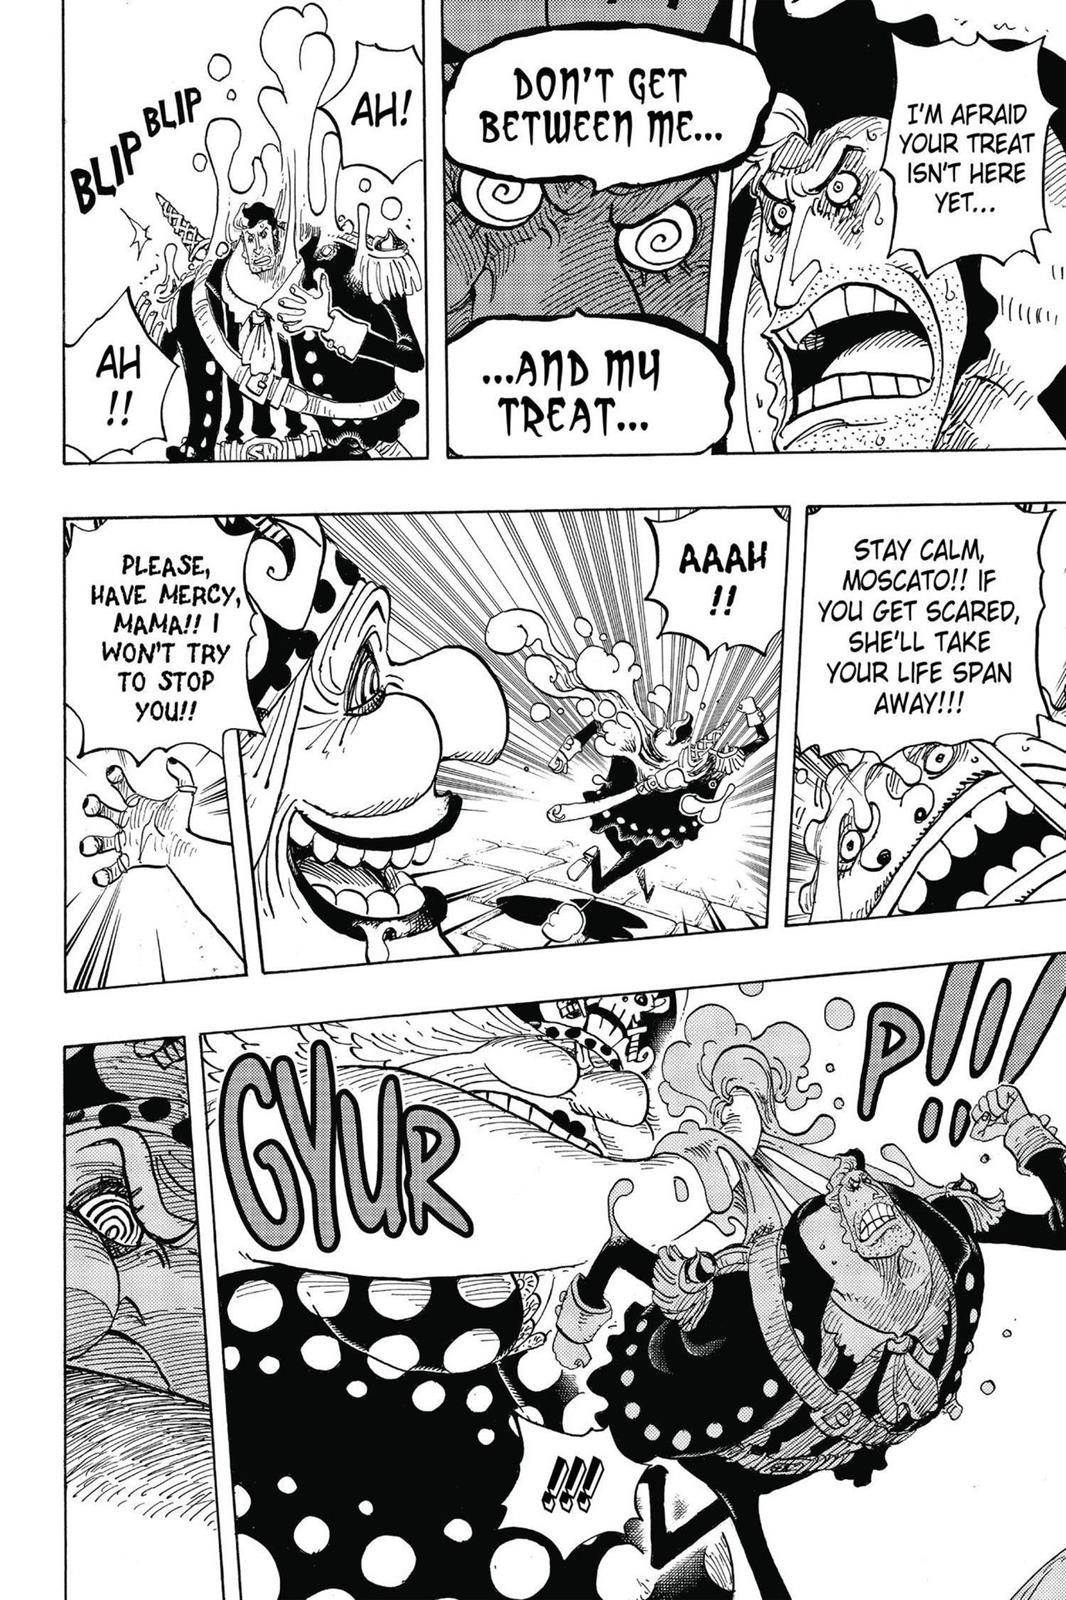 I'M AFRAID
YOUR TREAT
ISN'T HERE
YET...
DON'T GET
BETWEEN ME...
...AND MY
TREAT...
AH!
BLIP BLIP
AH
!!
STAY CALM,
MOSCATO!! IF
YOU GET SCARED,
SHE'LL TAKE
YOUR LIFE SPAN
AWAY!!!
AAAH
!!
PLEASE,
HAVE MERCY,
MAMA!! I
WON'T TRY
TO STOP
YOU!!
P!!!
GYUR
!!!